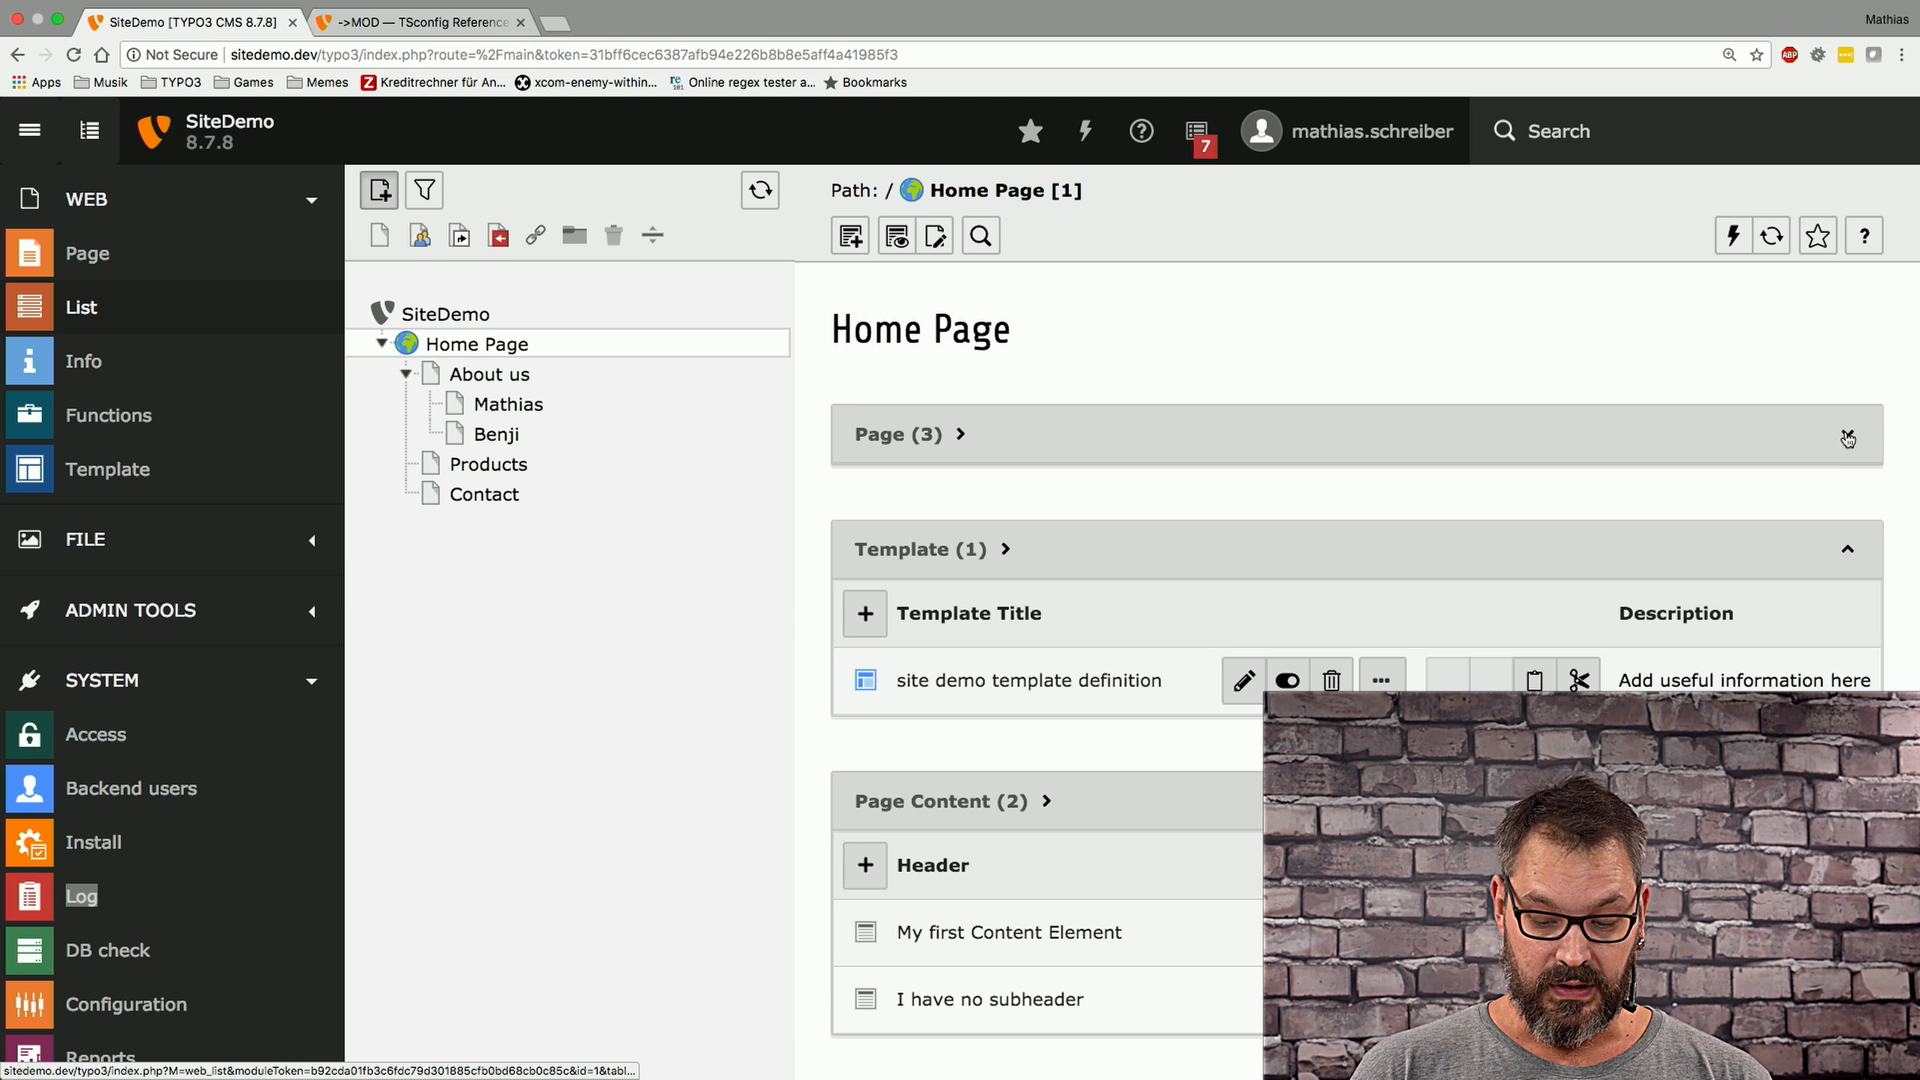 SiteDemo [TYPO3 CMS 8.7.8]
->MOD — TSconfig Reference
Mathias
Not Secure
sitedemo.dev/typo3/index.php?route=%2Fmain&token=31bff6cec6387afb94e226b8b8e5aff4a41985f3
ABP
Apps
Musik
TYPO3
Games
Memes
Kreditrechner für An...
xcom-enemy-within...
Online regex tester a...
Bookmarks
SiteDemo
8.7.8
7
mathias.schreiber
Search
WEB
Page
List
Info
Functions
Template
FILE
ADMIN TOOLS
SYSTEM
Access
Backend users
Install
Log
DB check
Configuration
Reports
SiteDemo
Home Page
About us
Mathias
Benji
Products
Contact
Path: / Home Page [1]
Home Page
Page (3)
Template (1)
Template Title
Description
site demo template definition
Add useful information here
Page Content (2)
Header
My first Content Element
I have no subheader
sitedemo.dev/typo3/index.php?M=web_list&moduleToken=b92cda01fb3c6fdc79d301885cfb0bd68cb0c85c&id=1&tabl...